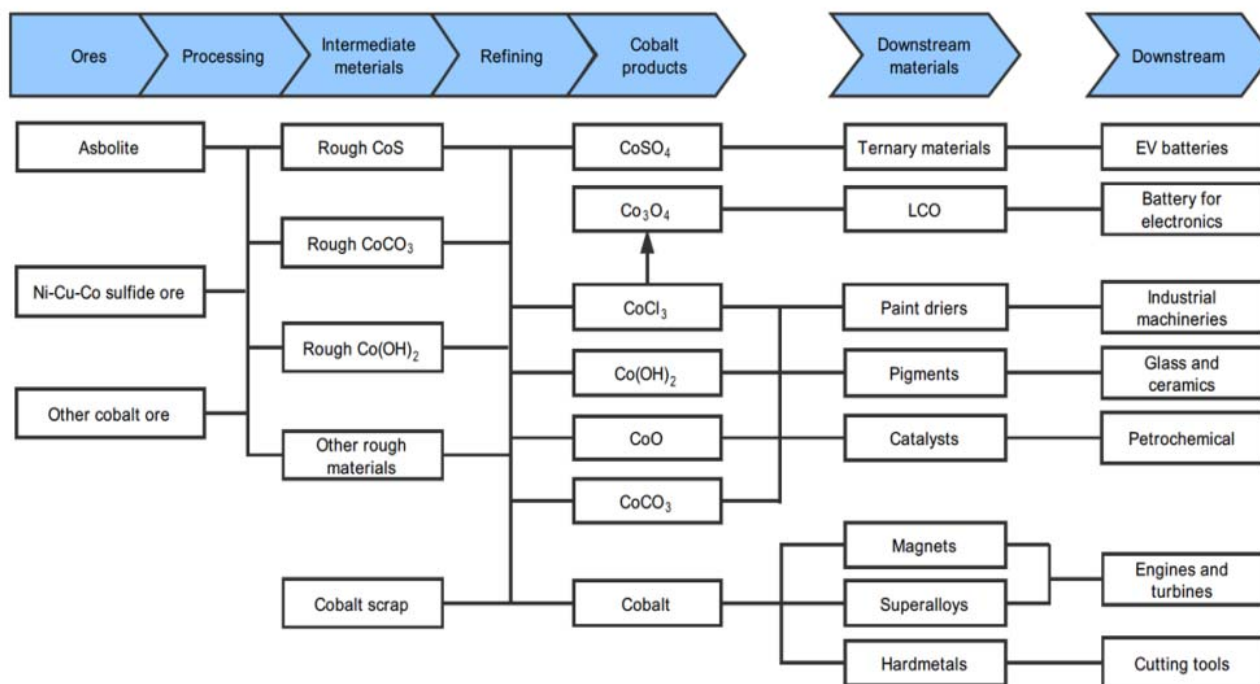 Ores
Processing
Intermediate
meterials
Refining
Cobalt
products
Downstream
materials
Downstream
Asbolite
Rough CoS
CoSO₄
Ternary materials
EV batteries
Co₃O₄
LCO
Battery for
electronics
Rough CoCO₃
Ni-Cu-Co sulfide ore
CoCl₃
Paint driers
Industrial
machineries
Rough Co(OH)₂
Co(OH)₂
Pigments
Glass and
ceramics
Other cobalt ore
Other rough
materials
CoO
Catalysts
Petrochemical
CoCO₃
Magnets
Engines and
turbines
Cobalt scrap
Cobalt
Superalloys
Hardmetals
Cutting tools